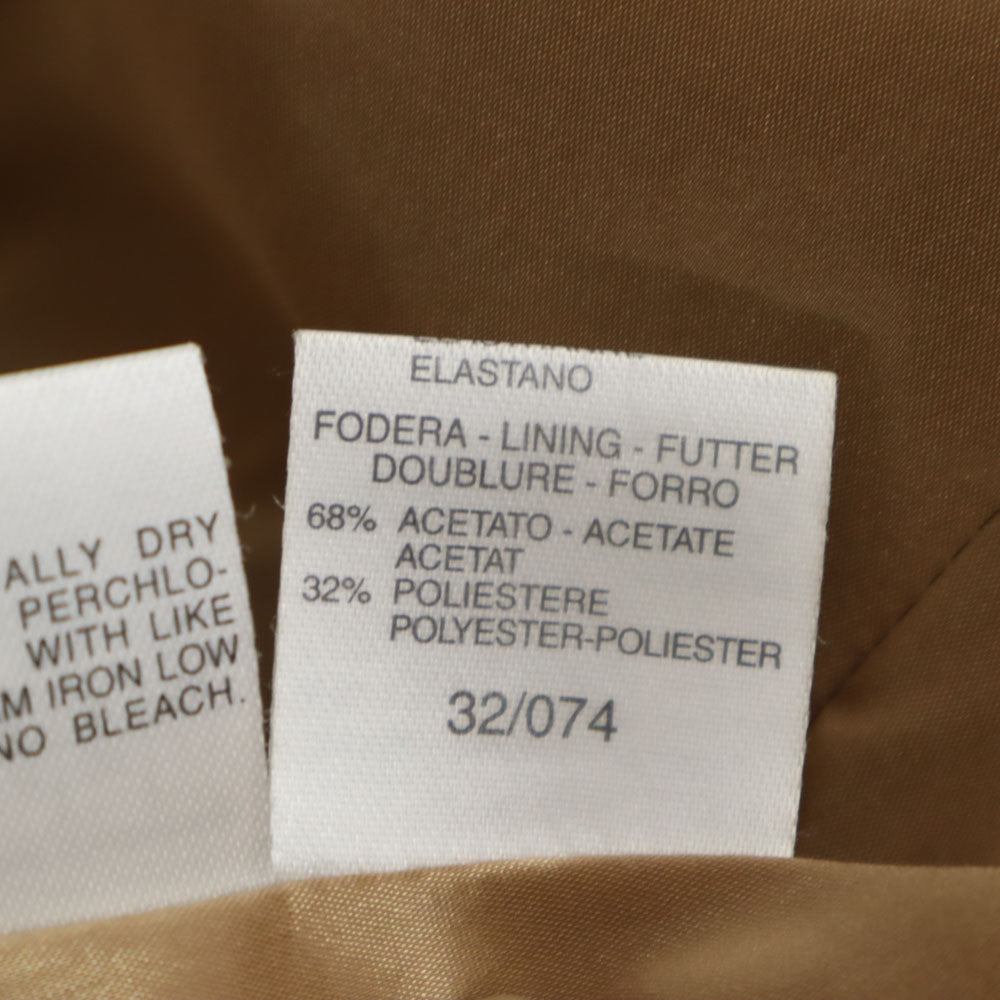 ALLY DRY
PERCHLO-
WITH LIKE
M IRON LOW
NO BLEACH.
ELASTANO
FODERA - LINING - FUTTER
DOUBLURE - FORRO
68% ACETATO - ACETATE
ACETAT
32% POLIESTERE
POLYESTER-POLIESTER
32/074